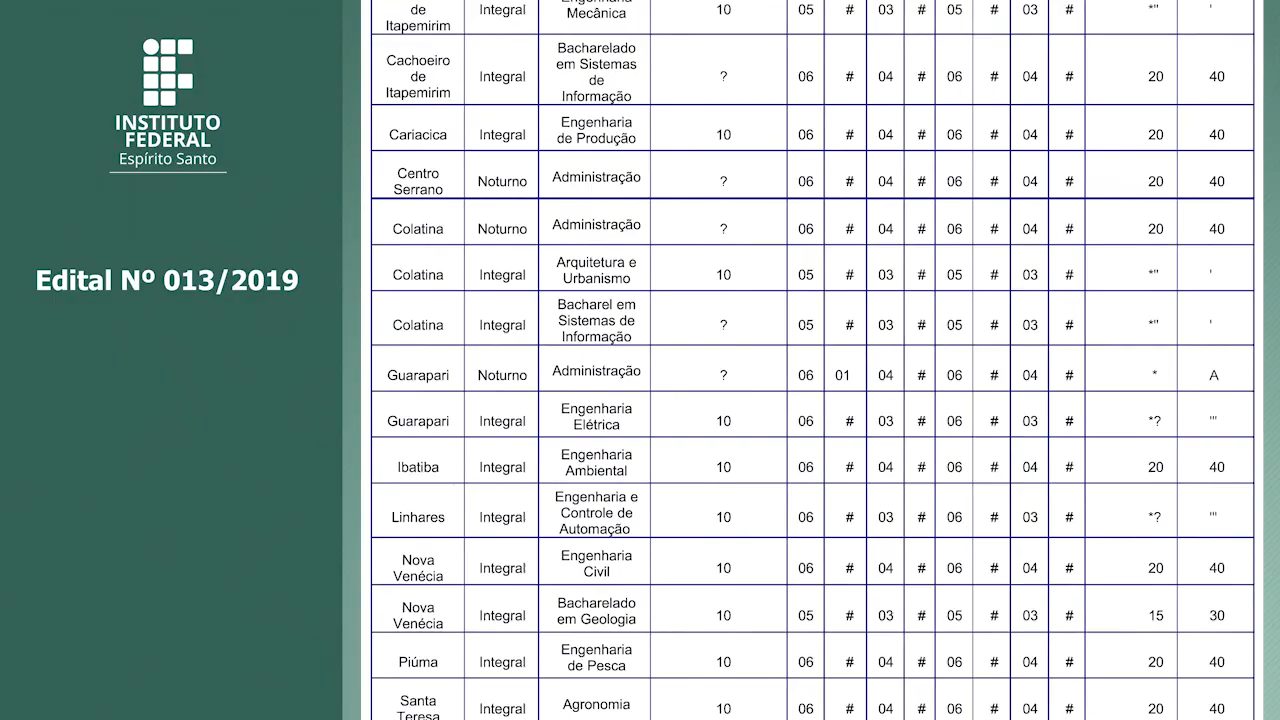 INSTITUTO
FEDERAL
Espírito Santo
Edital Nº 013/2019
de
Itapemirim
Integral
Mecânica
10 05 # 03 # 05 # 03 # *" '
Cachoeiro
de
Itapemirim
Integral
Bacharelado
em Sistemas
de
Informação
? 06 # 04 # 06 # 04 # 20 40
Cariacica
Integral
Engenharia
de Produção
10 06 # 04 # 06 # 04 # 20 40
Centro
Serrano
Noturno
Administração
? 06 # 04 # 06 # 04 # 20 40
Colatina
Noturno
Administração
? 06 # 04 # 06 # 04 # 20 40
Colatina
Integral
Arquitetura e
Urbanismo
10 05 # 03 # 05 # 03 # *" '
Colatina
Integral
Bacharel em
Sistemas de
Informação
? 05 # 03 # 05 # 03 # *" '
Guarapari
Noturno
Administração
? 06 01 04 # 06 # 04 # * A
Guarapari
Integral
Engenharia
Elétrica
10 06 # 03 # 06 # 03 # *? '"
Ibatiba
Integral
Engenharia
Ambiental
10 06 # 04 # 06 # 04 # 20 40
Linhares
Integral
Engenharia e
Controle de
Automação
10 06 # 03 # 06 # 03 # *? '"
Nova
Venécia
Integral
Engenharia
Civil
10 06 # 04 # 06 # 04 # 20 40
Nova
Venécia
Integral
Bacharelado
em Geologia
10 05 # 03 # 05 # 03 # 15 30
Piúma
Integral
Engenharia
de Pesca
10 06 # 04 # 06 # 04 # 20 40
Santa
Teresa
Integral
Agronomia
10 06 # 04 # 06 # 04 # 20 40